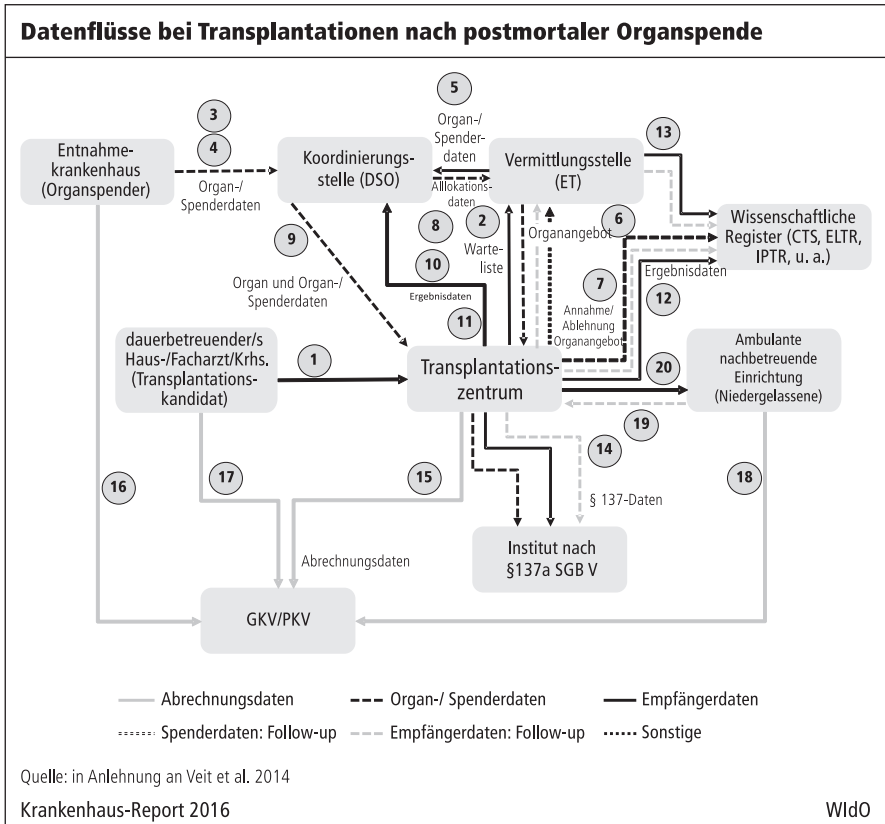 Datenflüsse bei Transplantationen nach postmortaler Organspende
3
4
5
13
Entnahme-
krankenhaus
(Organspender)
Organ-/
Spenderdaten
Koordinierungs-
stelle (DSO)
Organ-/
Spender-
daten
Alllokations-
daten
Vermittlungsstelle
(ET)
9
8
2
6
10
Warte-
liste
Organangebot
Wissenschaftliche
Register (CTS, ELTR,
IPTR, u. a.)
Organ und Organ-/
Spenderdaten
Ergebnisdaten
11
7
Annahme/
Ablehnung
Organangebot
Ergebnisdaten
12
dauerbetreuender/s
Haus-/Facharzt/Krhs.
(Transplantations-
kandidat)
1
Transplantations-
zentrum
20
19
Ambulante
nachbetreuende
Einrichtung
(Niedergelassene)
16
17
15
14
18
§ 137-Daten
Abrechnungsdaten
Institut nach
§137a SGB V
GKV/PKV
Abrechnungsdaten
Organ-/ Spenderdaten
Empfängerdaten
Spenderdaten: Follow-up
Empfängerdaten: Follow-up
Sonstige
Quelle: in Anlehnung an Veit et al. 2014
Krankenhaus-Report 2016
WIdO